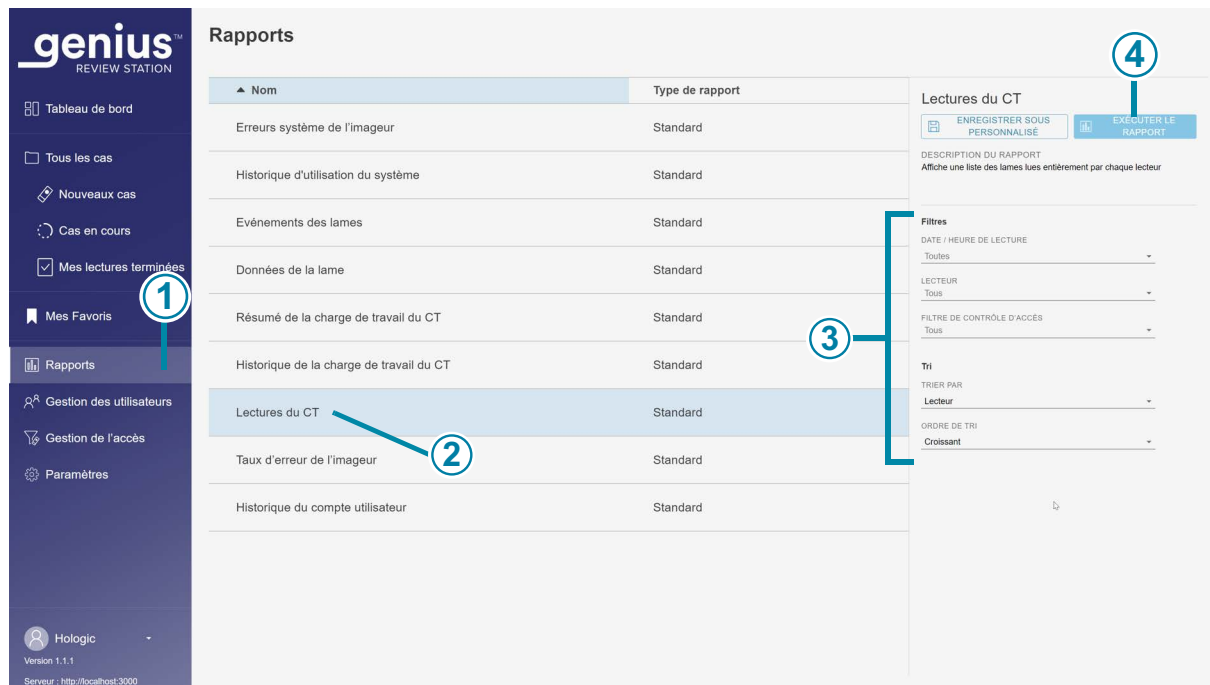 genius™
REVIEW STATION
Tableau de bord
Tous les cas
Nouveaux cas
Cas en cours
Mes lectures terminées
1
Mes Favoris
Rapports
Gestion des utilisateurs
Gestion de l'accès
Paramètres
Hologic
Version 1.1.1
Serveur : http://localhost:3000
Rapports
Nom Type de rapport
Erreurs système de l'imageur Standard
Historique d'utilisation du système Standard
Evénements des lames Standard
Données de la lame Standard
Résumé de la charge de travail du CT Standard
Historique de la charge de travail du CT Standard
Lectures du CT Standard
2
Taux d'erreur de l'imageur Standard
Historique du compte utilisateur Standard
4
Lectures du CT
ENREGISTRER SOUS
PERSONNALISÉ
EXÉCUTER LE
RAPPORT
DESCRIPTION DU RAPPORT
Affiche une liste des lames lues entièrement par chaque lecteur
3
Filtres
DATE / HEURE DE LECTURE
Toutes
LECTEUR
Tous
FILTRE DE CONTRÔLE D'ACCÈS
Tous
Tri
TRIER PAR
Lecteur
ORDRE DE TRI
Croissant